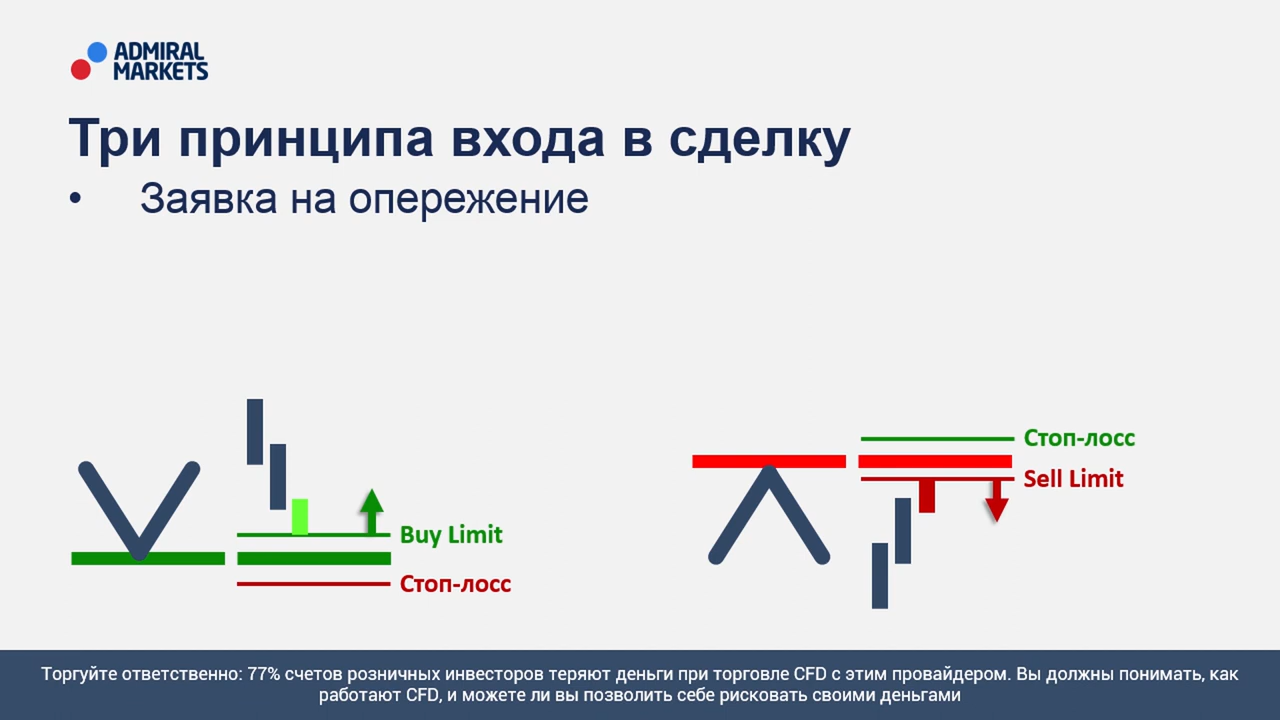 ADMIRAL
MARKETS
Три принципа входа в сделку
• Заявка на опережение
Buy Limit
Стоп-лосс
Стоп-лосс
Sell Limit
Торгуйте ответственно: 77% счетов розничных инвесторов теряют деньги при торговле CFD с этим провайдером. Вы должны понимать, как
работают CFD, и можете ли вы позволить себе рисковать своими деньгами